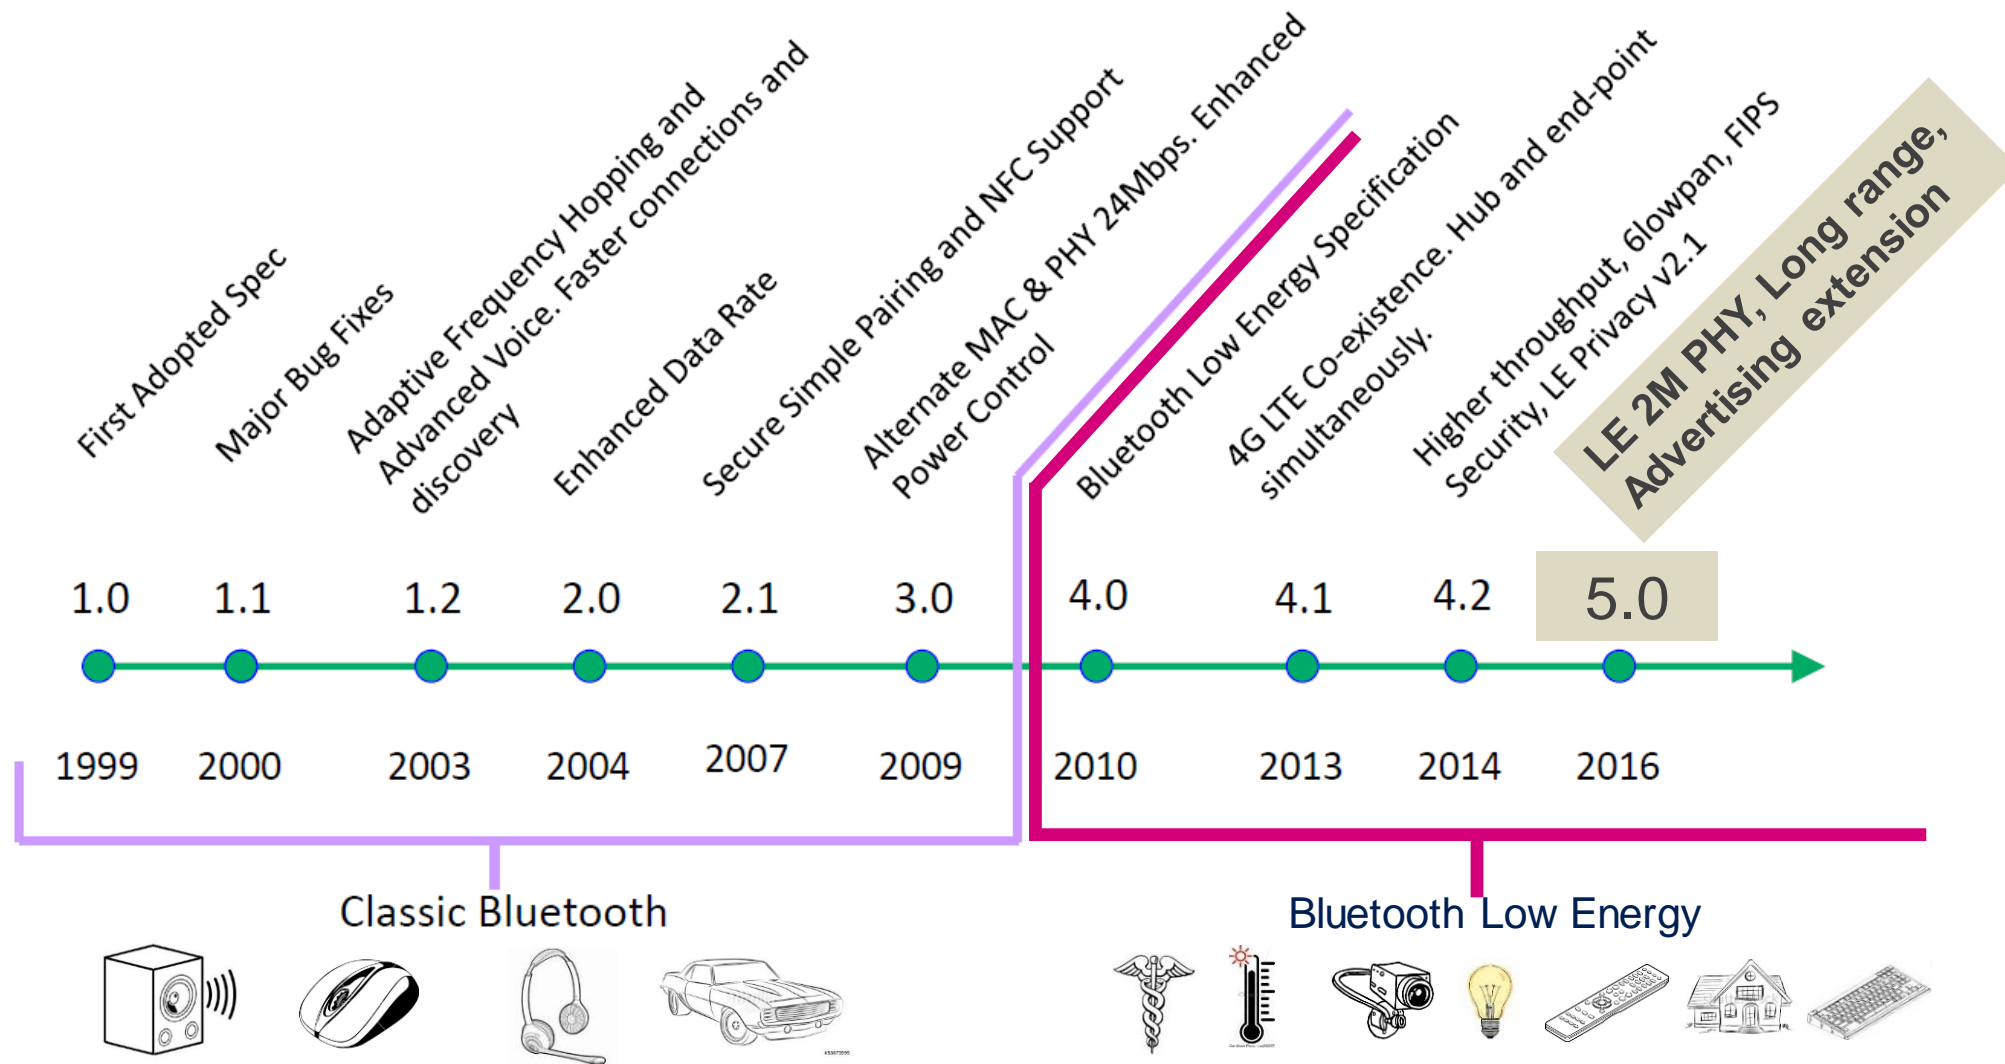 First Adopted Spec
Major Bug Fixes
Adaptive Frequency Hopping and
Advanced Voice. Faster connections and
discovery
Enhanced Data Rate
Secure Simple Pairing and NFC Support
Alternate MAC & PHY 24Mbps. Enhanced
Power Control
Bluetooth Low Energy Specification
4G LTE Co-existence. Hub and end-point
simultaneously.
Higher throughput, 6lowpan, FIPS
Security, LE Privacy v2.1
LE 2M PHY, Long range,
Advertising extension
1.0 1.1 1.2 2.0 2.1 3.0 4.0 4.1 4.2 5.0
1999 2000 2003 2004 2007 2009 2010 2013 2014 2016
Classic Bluetooth
Bluetooth Low Energy